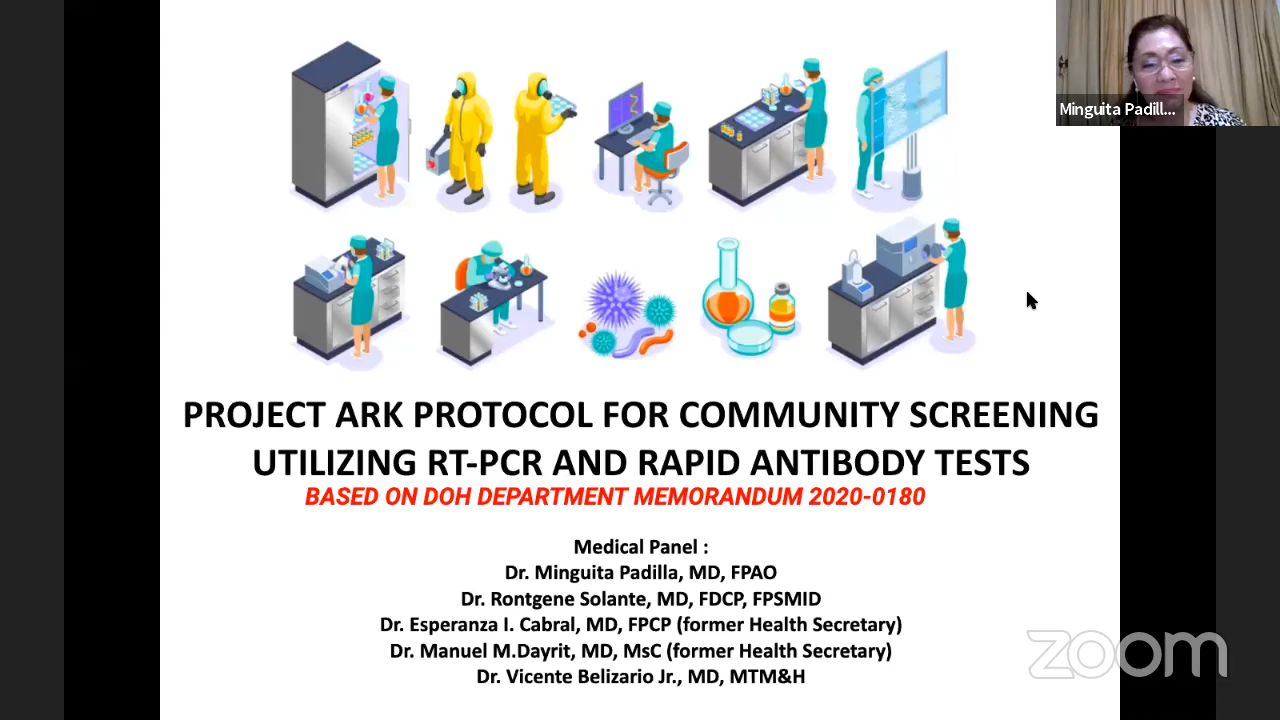 Minguita Padill...
PROJECT ARK PROTOCOL FOR COMMUNITY SCREENING
UTILIZING RT-PCR AND RAPID ANTIBODY TESTS
BASED ON DOH DEPARTMENT MEMORANDUM 2020-0180
Medical Panel :
Dr. Minguita Padilla, MD, FPAO
Dr. Rontgene Solante, MD, FDCP, FPSMID
Dr. Esperanza I. Cabral, MD, FPCP (former Health Secretary)
Dr. Manuel M.Dayrit, MD, MsC (former Health Secretary)
Dr. Vicente Belizario Jr., MD, MTM&H
zoom